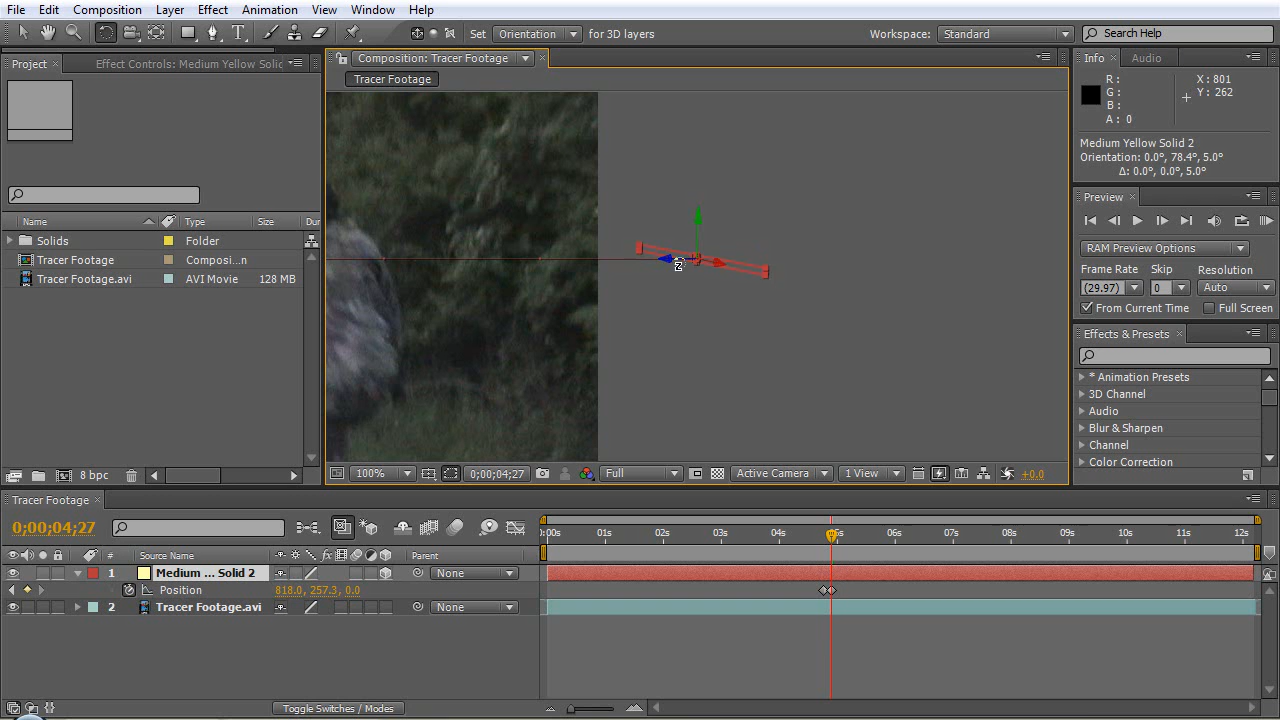 File Edit Composition Layer Effect Animation View Window Help
Set Orientation for 3D layers Workspace: Standard Search Help
Project Effect Controls: Medium Yellow Solid
Composition: Tracer Footage
Tracer Footage
Info Audio
R :
G :
B :
A : 0
X : 801
Y : 262
Medium Yellow Solid 2
Orientation: 0.0°, 78.4°, 5.0°
Δ: 0.0°, 0.0°, 5.0°
Preview
RAM Preview Options
Frame Rate Skip Resolution
(29.97) 0 Auto
From Current Time Full Screen
Effects & Presets
* Animation Presets
3D Channel
Audio
Blur & Sharpen
Channel
Color Correction
Name Type Size Dur
Solids Folder
Tracer Footage Composi...n
Tracer Footage.avi AVI Movie 128 MB
8 bpc
100% 0;00;04;27 Full Active Camera 1 View +0.0
Z
Tracer Footage
0;00;04;27
:00s 01s 02s 03s 04s 05s 06s 07s 08s 09s 10s 11s 12s
# Source Name fx Parent
1 Medium ... Solid 2 None
Position 818.0, 257.3, 0.0
2 Tracer Footage.avi None
Toggle Switches / Modes